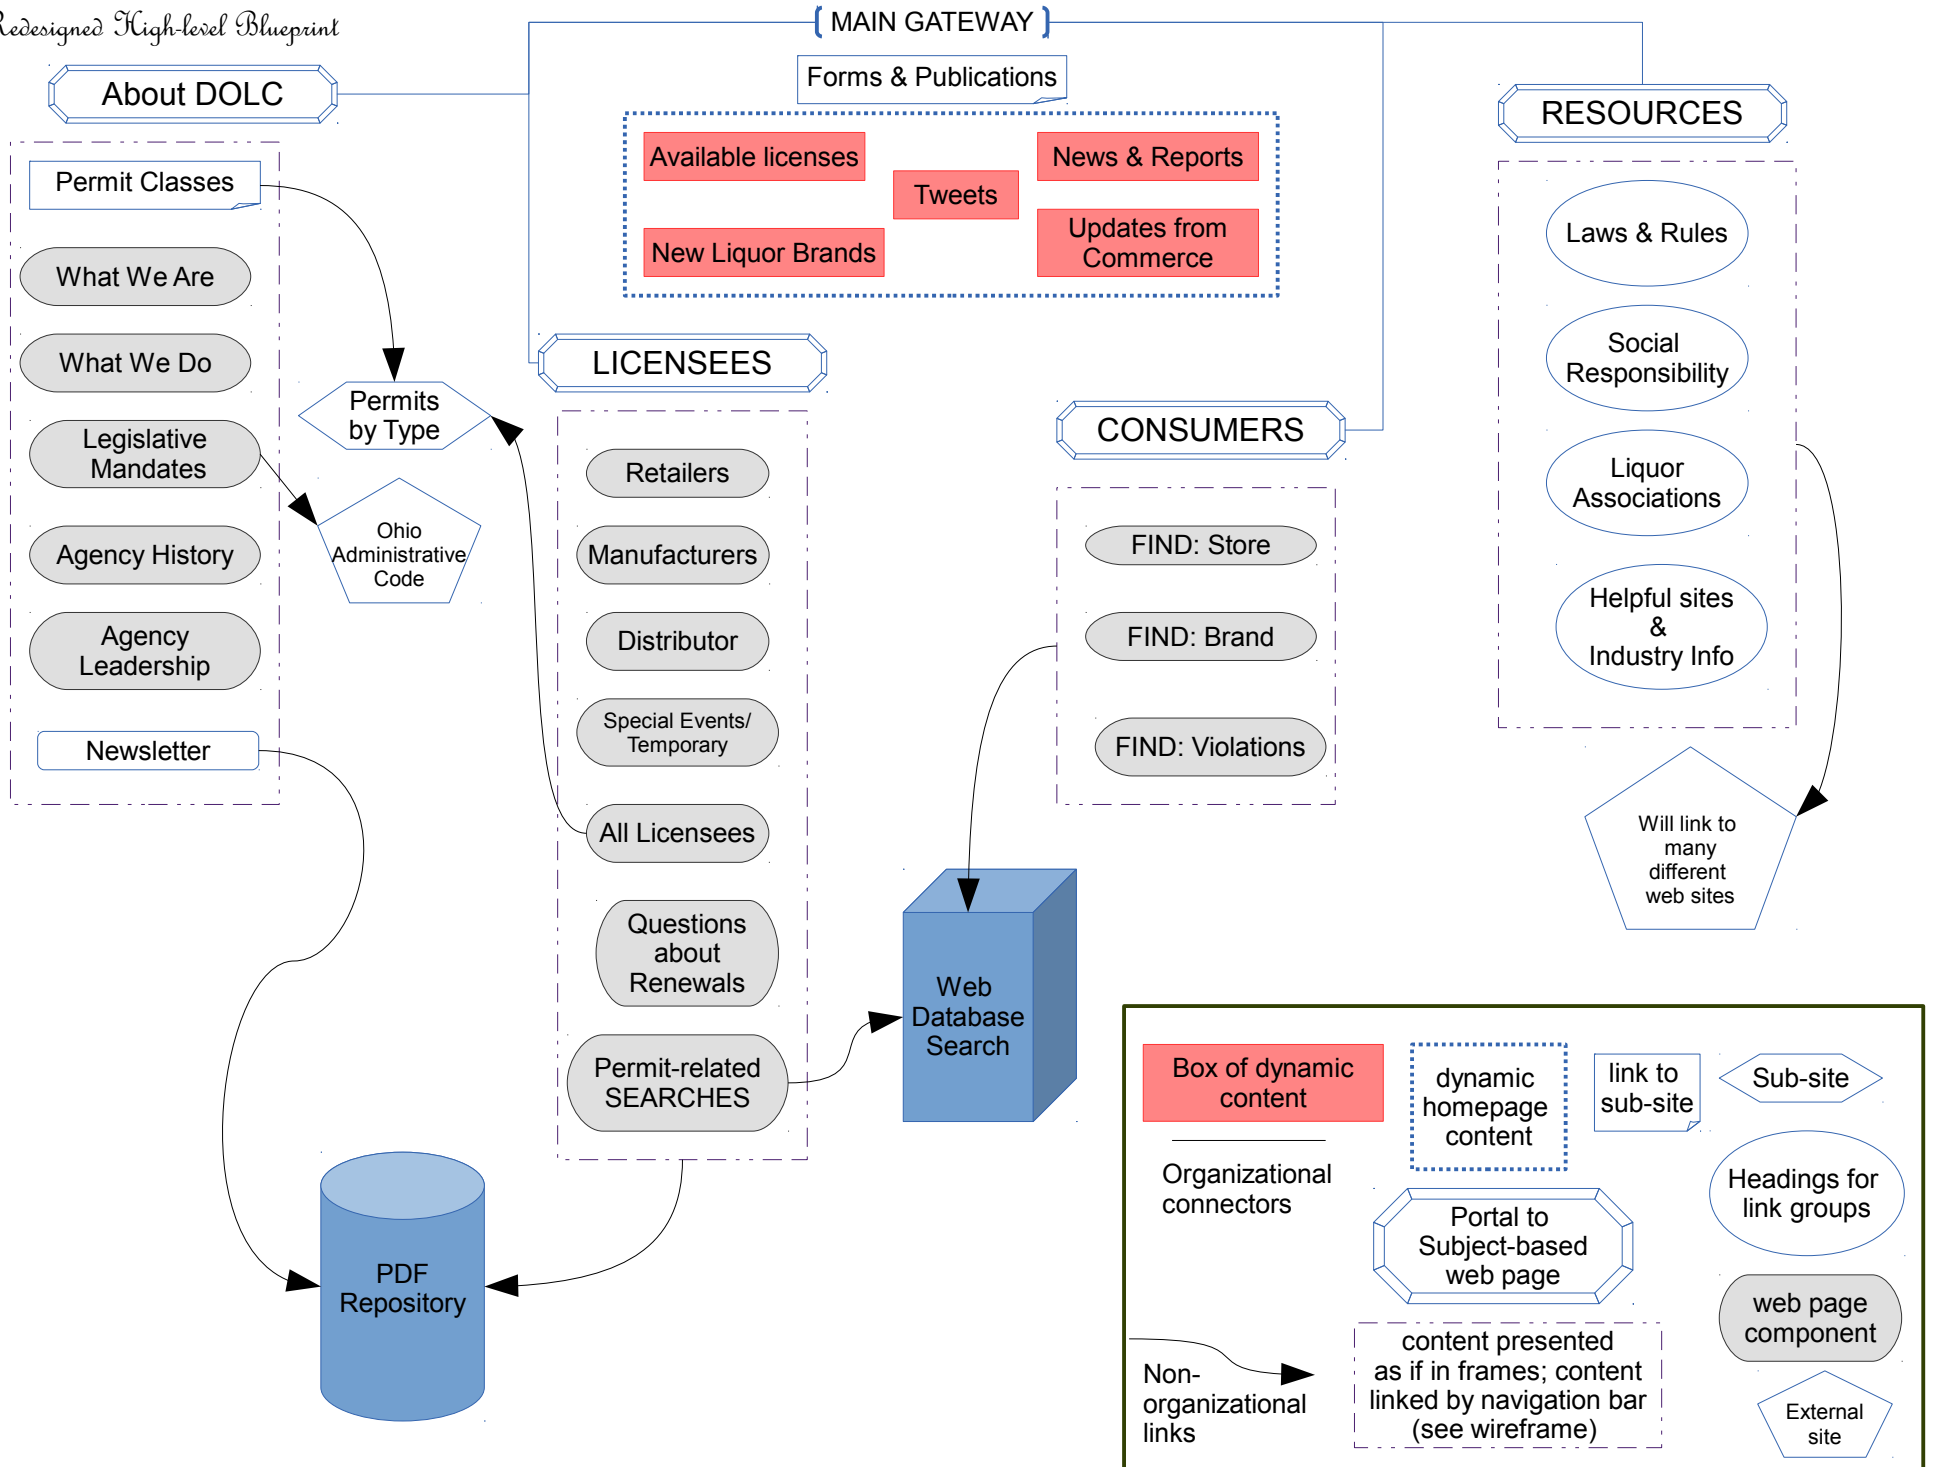 Redesigned High-level Blueprint
MAIN GATEWAY
Forms & Publications
About DOLC
RESOURCES
Available licenses
News & Reports
Tweets
New Liquor Brands
Updates from
Commerce
Permit Classes
What We Are
What We Do
Legislative
Mandates
Agency History
Agency
Leadership
Newsletter
Permits
by Type
Ohio
Administrative
Code
LICENSEES
Retailers
Manufacturers
Distributor
Special Events/
Temporary
All Licensees
Questions
about
Renewals
Permit-related
SEARCHES
CONSUMERS
FIND: Store
FIND: Brand
FIND: Violations
Laws & Rules
Social
Responsibility
Liquor
Associations
Helpful sites
&
Industry Info
Will link to
many
different
web sites
Web
Database
Search
PDF
Repository
Box of dynamic
content
dynamic
homepage
content
link to
sub-site
Sub-site
Organizational
connectors
Portal to
Subject-based
web page
Headings for
link groups
web page
component
Non-
organizational
links
content presented
as if in frames; content
linked by navigation bar
(see wireframe)
External
site